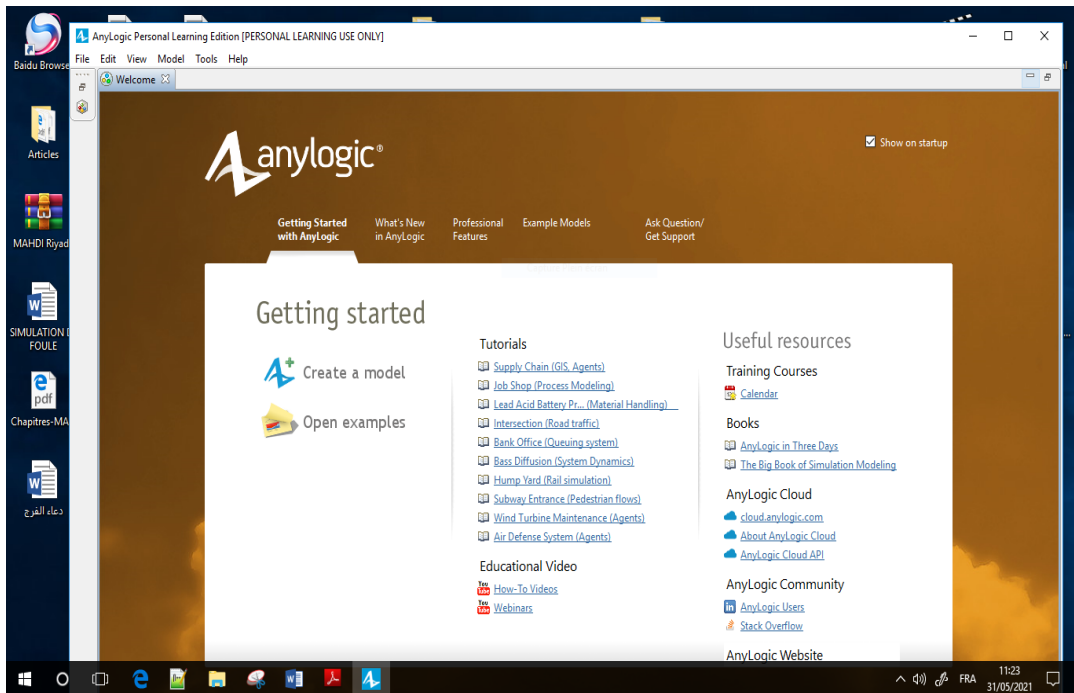 AnyLogic Personal Learning Edition [PERSONAL LEARNING USE ONLY]
File Edit View Model Tools Help
Welcome
Baidu Browse
Articles
MAHDI Riyad
SIMULATION D
FOULE
pdf
Chapitres-MA
دعاء الفرج
anylogic®
Show on startup
Getting Started
with AnyLogic
What's New
in AnyLogic
Professional
Features
Example Models
Ask Question/
Get Support
Getting started
Create a model
Open examples
Tutorials
Supply Chain (GIS, Agents)
Job Shop (Process Modeling)
Lead Acid Battery Pr... (Material Handling)
Intersection (Road traffic)
Bank Office (Queuing system)
Bass Diffusion (System Dynamics)
Hump Yard (Rail simulation)
Subway Entrance (Pedestrian flows)
Wind Turbine Maintenance (Agents)
Air Defense System (Agents)
Educational Video
You Tube How-To Videos
You Tube Webinars
Useful resources
Training Courses
Calendar
Books
AnyLogic in Three Days
The Big Book of Simulation Modeling
AnyLogic Cloud
cloud.anylogic.com
About AnyLogic Cloud
AnyLogic Cloud API
AnyLogic Community
in AnyLogic Users
Stack Overflow
AnyLogic Website
FRA
11:23
31/05/2021